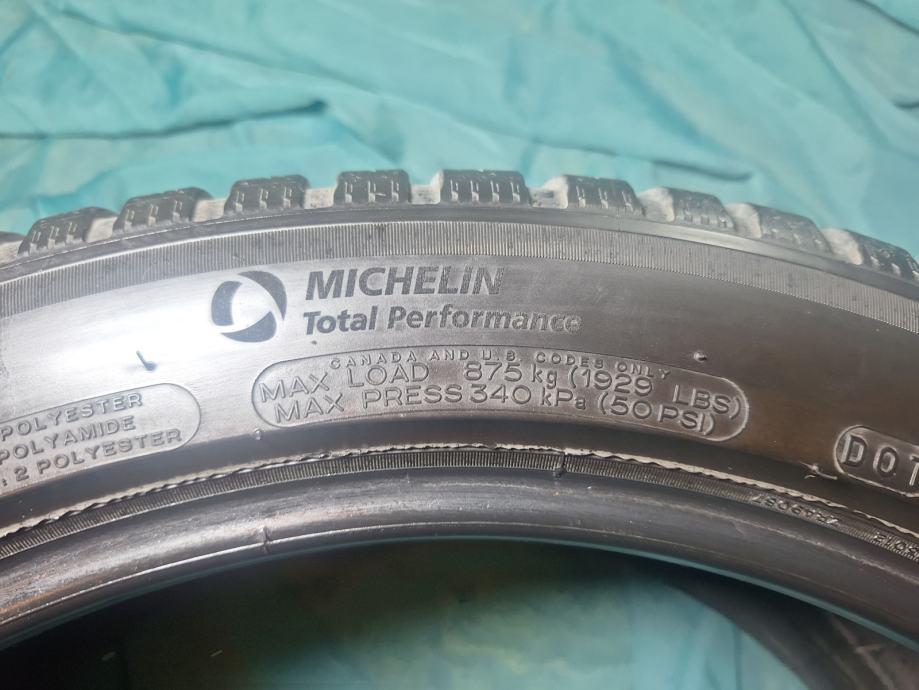 MICHELIN
Total Performance
CANADA AND U.S. CODES ONLY
MAX LOAD 875 kg (1929 LBS)
MAX PRESS 340 kPa (50 PSI)
POLYESTER
POLYAMIDE
: 2 POLYESTER
DOT